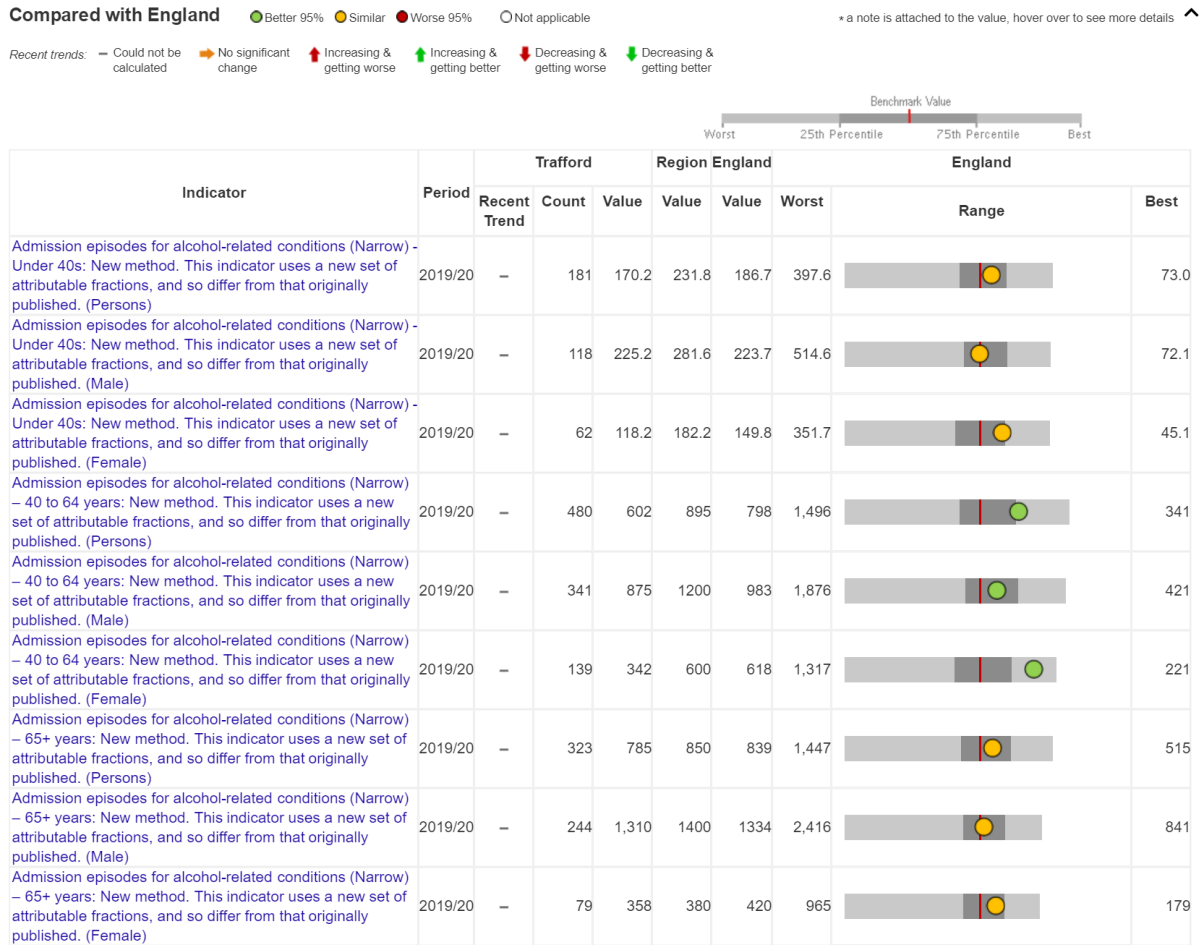 Compared with England
Better 95% Similar Worse 95% Not applicable
* a note is attached to the value, hover over to see more details
Recent trends: – Could not be calculated
No significant change
Increasing & getting worse
Increasing & getting better
Decreasing & getting worse
Decreasing & getting better
Benchmark Value
Worst 25th Percentile 75th Percentile Best
Trafford Region England England
Indicator Period Recent Trend Count Value Value Value Worst Range Best
Admission episodes for alcohol-related conditions (Narrow) -
Under 40s: New method. This indicator uses a new set of
attributable fractions, and so differ from that originally
published. (Persons)
2019/20 – 181 170.2 231.8 186.7 397.6 73.0
Admission episodes for alcohol-related conditions (Narrow) -
Under 40s: New method. This indicator uses a new set of
attributable fractions, and so differ from that originally
published. (Male)
2019/20 – 118 225.2 281.6 223.7 514.6 72.1
Admission episodes for alcohol-related conditions (Narrow) -
Under 40s: New method. This indicator uses a new set of
attributable fractions, and so differ from that originally
published. (Female)
2019/20 – 62 118.2 182.2 149.8 351.7 45.1
Admission episodes for alcohol-related conditions (Narrow)
– 40 to 64 years: New method. This indicator uses a new
set of attributable fractions, and so differ from that originally
published. (Persons)
2019/20 – 480 602 895 798 1,496 341
Admission episodes for alcohol-related conditions (Narrow)
– 40 to 64 years: New method. This indicator uses a new
set of attributable fractions, and so differ from that originally
published. (Male)
2019/20 – 341 875 1200 983 1,876 421
Admission episodes for alcohol-related conditions (Narrow)
– 40 to 64 years: New method. This indicator uses a new
set of attributable fractions, and so differ from that originally
published. (Female)
2019/20 – 139 342 600 618 1,317 221
Admission episodes for alcohol-related conditions (Narrow)
– 65+ years: New method. This indicator uses a new set of
attributable fractions, and so differ from that originally
published. (Persons)
2019/20 – 323 785 850 839 1,447 515
Admission episodes for alcohol-related conditions (Narrow)
– 65+ years: New method. This indicator uses a new set of
attributable fractions, and so differ from that originally
published. (Male)
2019/20 – 244 1,310 1400 1334 2,416 841
Admission episodes for alcohol-related conditions (Narrow)
– 65+ years: New method. This indicator uses a new set of
attributable fractions, and so differ from that originally
published. (Female)
2019/20 – 79 358 380 420 965 179